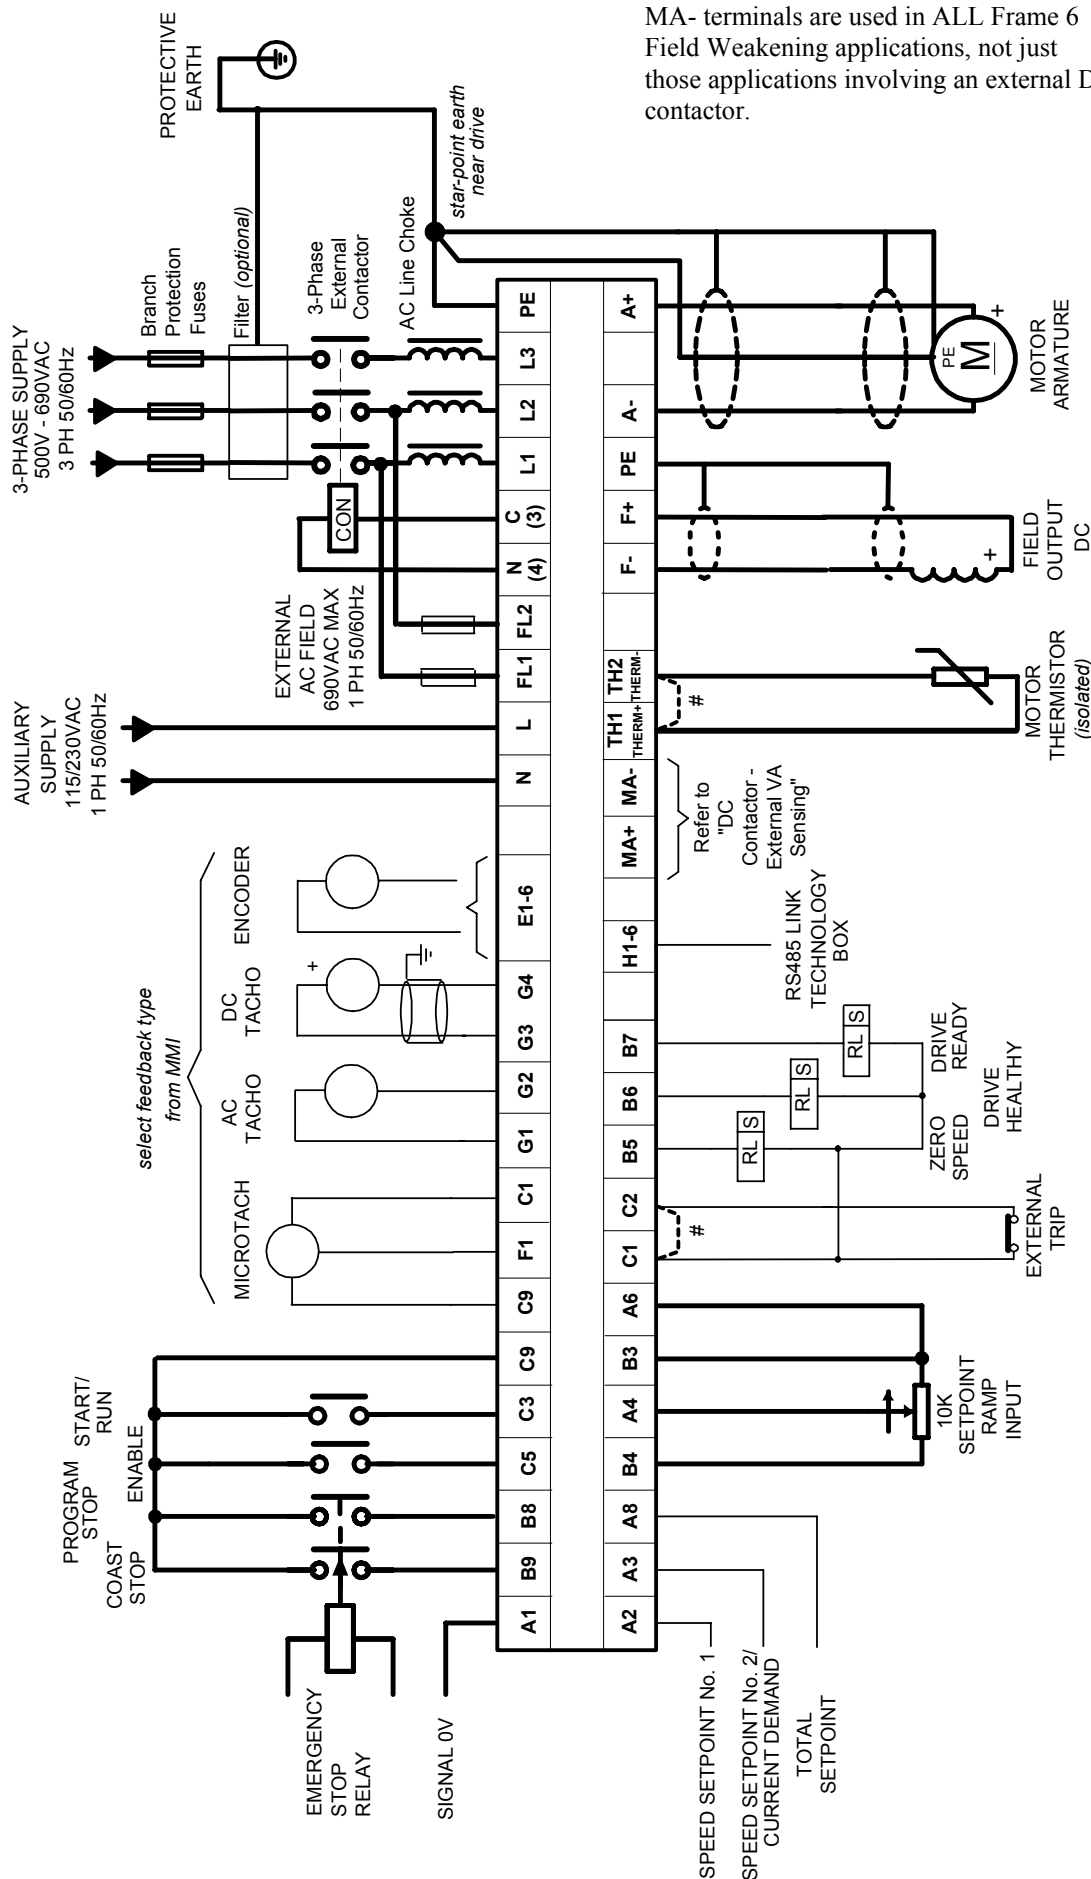 MA- terminals are used in ALL Frame 6
Field Weakening applications, not just
those applications involving an external D
contactor.
PROTECTIVE
EARTH
star-point earth
near drive
3-PHASE SUPPLY
500V - 690VAC
3 PH 50/60Hz
Branch
Protection
Fuses
Filter (optional)
3-Phase
External
Contactor
AC Line Choke
CON
EXTERNAL
AC FIELD
690VAC MAX
1 PH 50/60Hz
AUXILIARY
SUPPLY
115/230VAC
1 PH 50/60Hz
select feedback type
from MMI
ENCODER
DC
TACHO
+
AC
TACHO
MICROTACH
START/
RUN
ENABLE
PROGRAM
STOP
COAST
STOP
EMERGENCY
STOP
RELAY
SIGNAL 0V
PE
L3
L2
L1
C
(3)
N
(4)
FL2
FL1
L
N
E1-6
G4
G3
G2
G1
C1
F1
C9
C9
C3
C5
B8
B9
A1
A+
A-
PE
F+
F-
TH2
THERM-
TH1
THERM+
MA-
MA+
H1-6
B7
B6
B5
C2
C1
A6
B3
A4
B4
A8
A3
A2
PE
M
+
MOTOR
ARMATURE
+
FIELD
OUTPUT
DC
#
MOTOR
THERMISTOR
(isolated)
Refer to
"DC
Contactor -
External VA
Sensing"
RS485 LINK
TECHNOLOGY
BOX
RL S
RL S
RL S
DRIVE
READY
DRIVE
HEALTHY
ZERO
SPEED
#
EXTERNAL
TRIP
10K
SETPOINT
RAMP
INPUT
SPEED SETPOINT No. 1
SPEED SETPOINT No. 2/
CURRENT DEMAND
TOTAL
SETPOINT